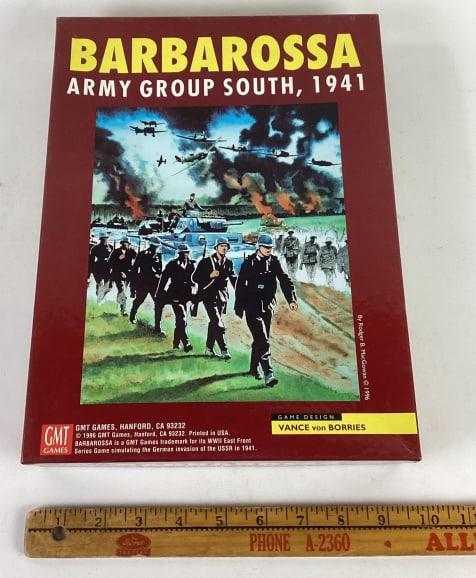 BARBAROSSA
ARMY GROUP SOUTH, 1941
By Rodger B. MacGowan © 1996
GAME DESIGN
VANCE von BORRIES
GMT
GAMES
GMT GAMES, HANFORD, CA 93232
© 1996 GMT Games, Hanford, CA 93232. Printed in USA.
BARBAROSSA is a GMT Games trademark for its WWII East Front
Series Game simulating the German invasion of the USSR in 1941.
1 2 3 4 5 6 7 8 9 10 11
Ford
PHONE A-2360